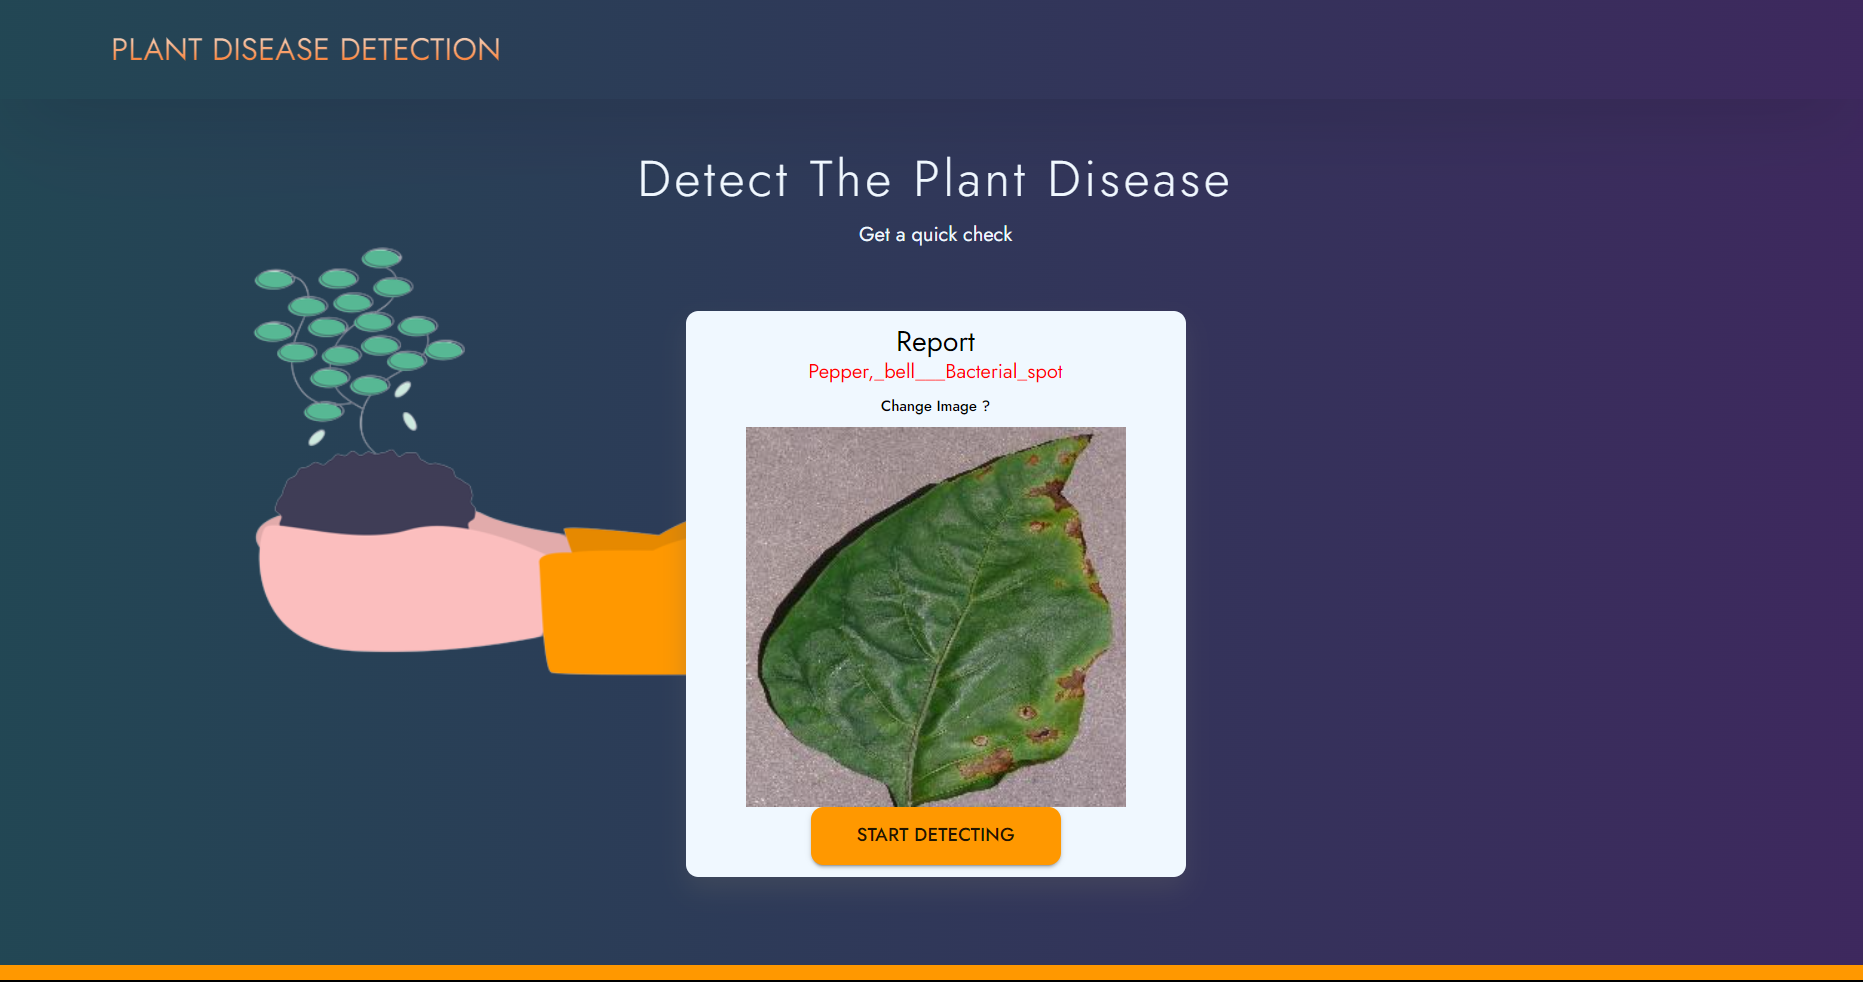 PLANT DISEASE DETECTION
Detect The Plant Disease
Get a quick check
Report
Pepper,_bell___Bacterial_spot
Change Image ?
START DETECTING